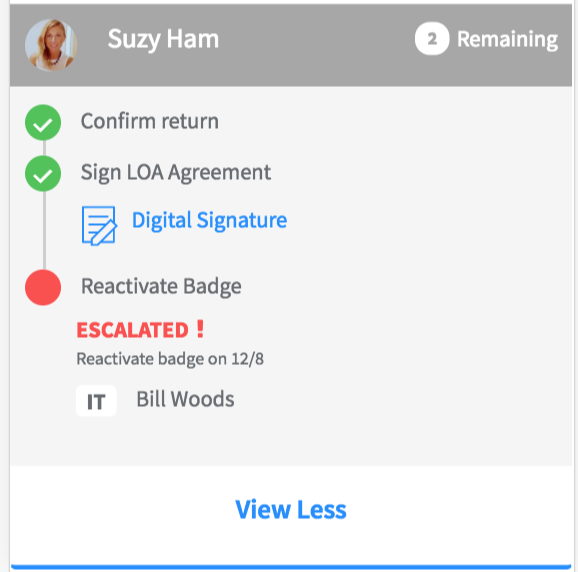 Suzy Ham
2 Remaining
Confirm return
Sign LOA Agreement
Digital Signature
Reactivate Badge
ESCALATED !
Reactivate badge on 12/8
IT Bill Woods
View Less